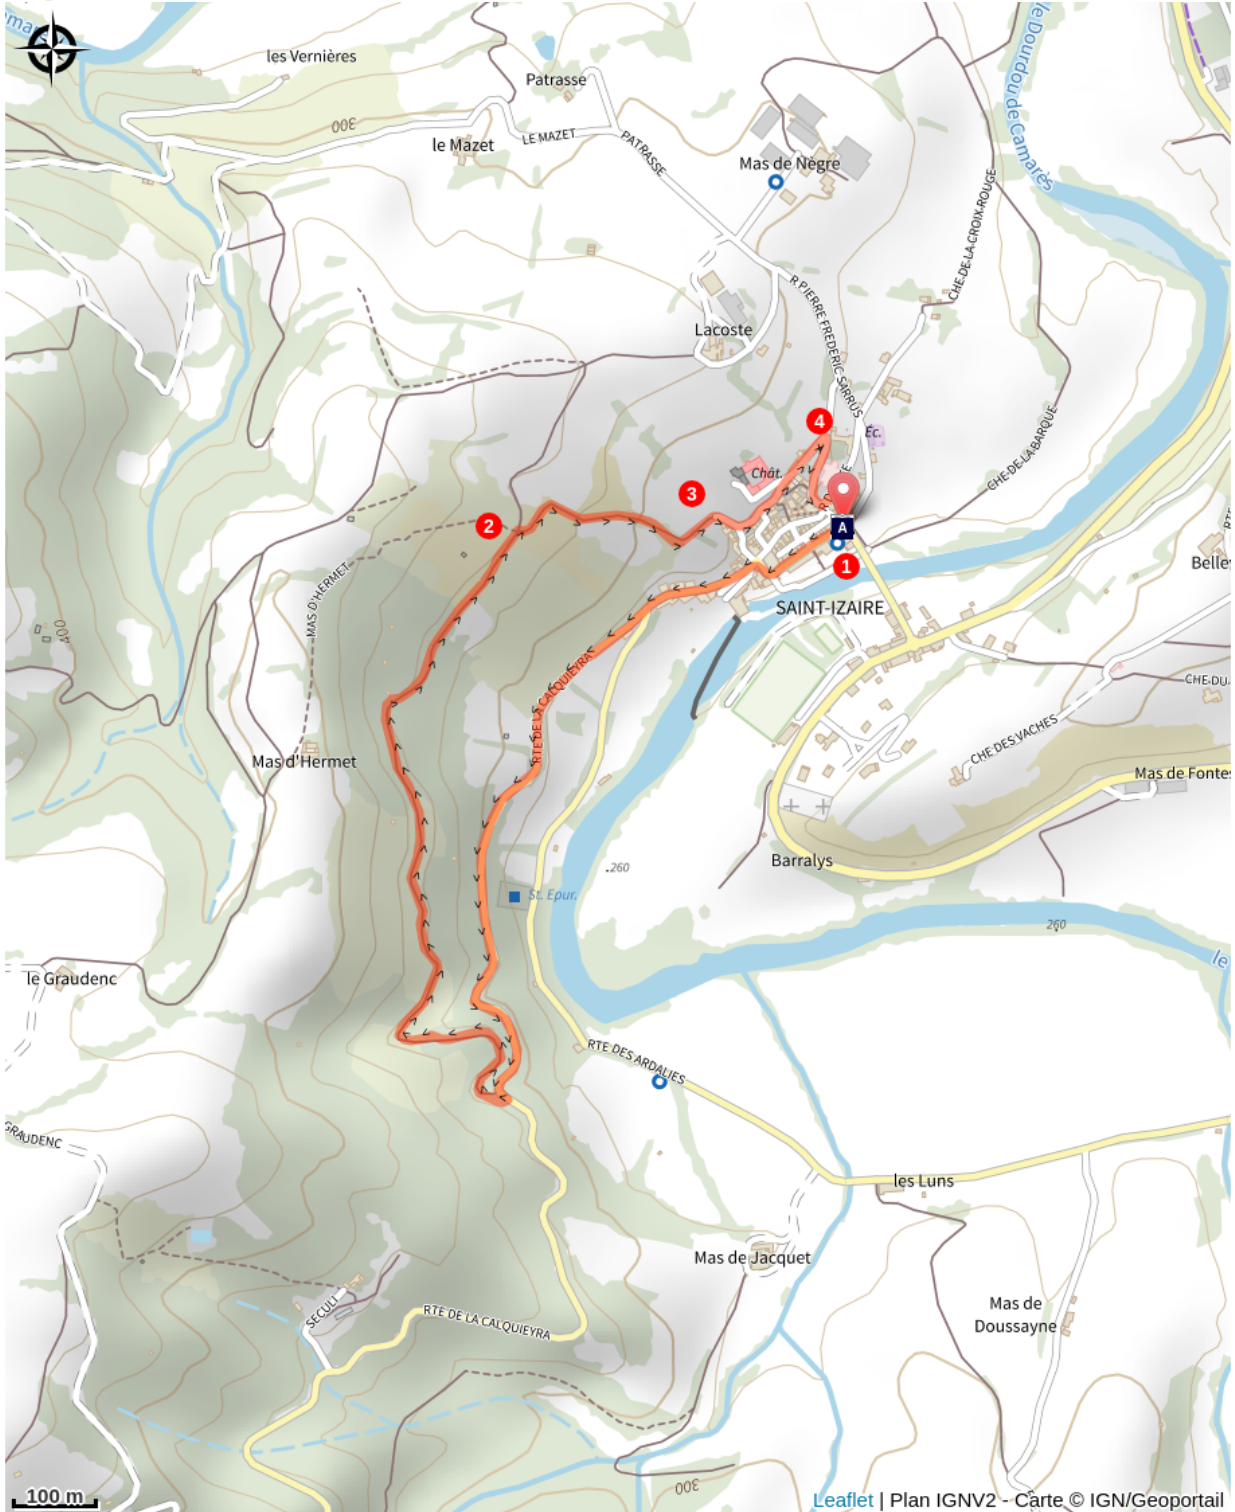 les Vernières
Patrasse
300
le Mazet
LE MAZET
PATRASSE
Mas de Nègre
le Dourdou de Camarès
CHE DE LA CROIX-ROUGE
R PIERRE FREDERIC SARRUS
Lacoste
4
Éc.
CHE-DE-LA-BARQUE
Chât.
3
2
A
1
MAS D'HERMET
SAINT-IZAIRE
400
RTE DE LA CALQUIEYRA
CHE DU
CHE DES VACHES
Mas d'Hermet
Mas de Fontes
Barralys
260
St. Epur.
260
le
le Graudenc
RTE DES ARDALIES
GRAUDENC
les Luns
Mas de Jacquet
SECULI
RTE DE LA CALQUIEYRA
Mas de
Doussayne
300
100 m
Leaflet | Plan IGNV2 - Carte © IGN/Geoportail